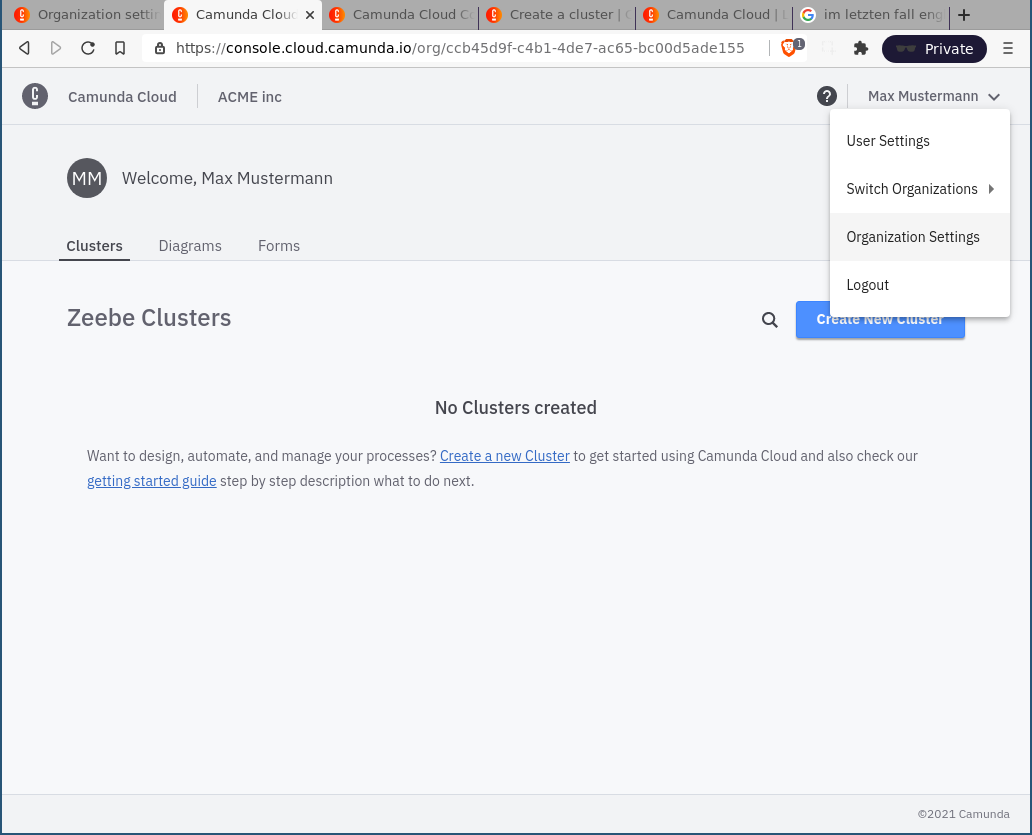 Organization settin
Camunda Cloud
Camunda Cloud Co
Create a cluster | C
Camunda Cloud | L
im letzten fall eng
https://console.cloud.camunda.io/org/ccb45d9f-c4b1-4de7-ac65-bc00d5ade155
1
Private
Camunda Cloud
ACME inc
?
Max Mustermann
User Settings
Switch Organizations
Organization Settings
Logout
MM
Welcome, Max Mustermann
Clusters
Diagrams
Forms
Zeebe Clusters
Create New Cluster
No Clusters created
Want to design, automate, and manage your processes? Create a new Cluster to get started using Camunda Cloud and also check our
getting started guide step by step description what to do next.
©2021 Camunda